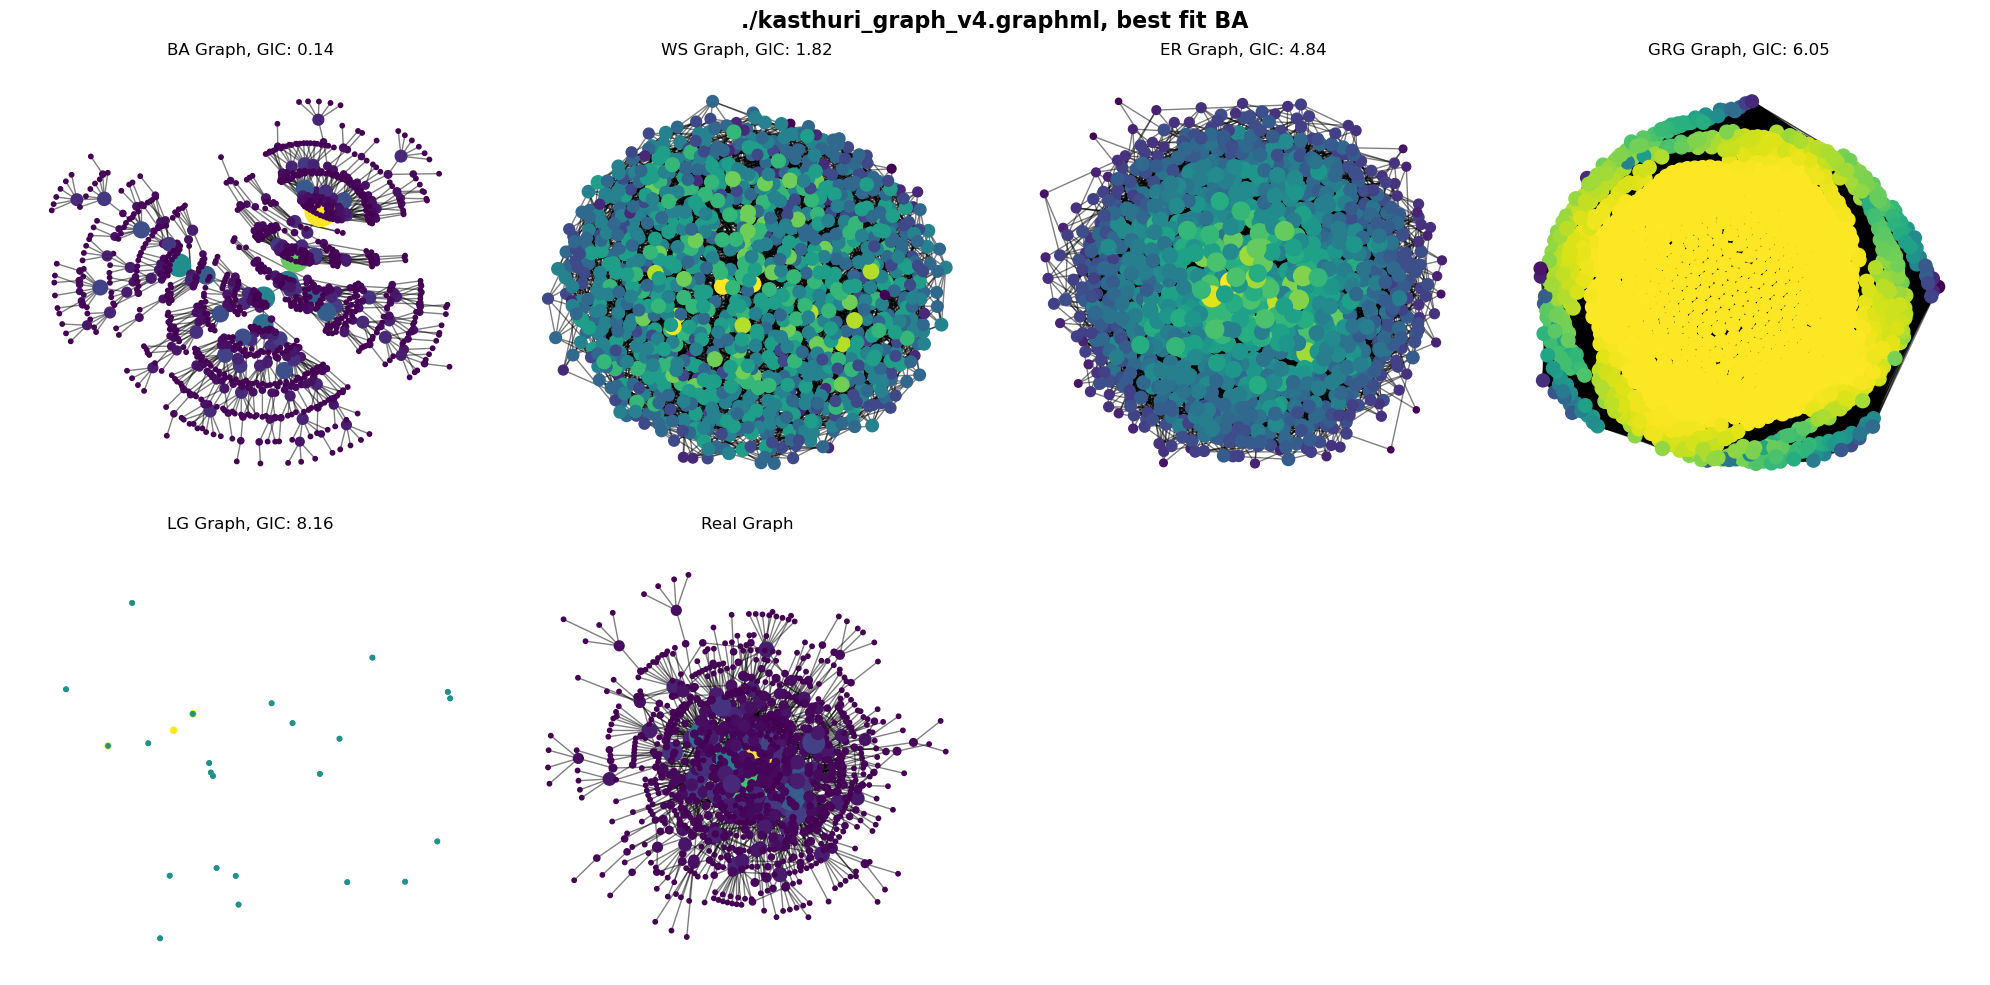 ./kasthuri_graph_v4.graphml, best fit BA
BA Graph, GIC: 0.14
WS Graph, GIC: 1.82
ER Graph, GIC: 4.84
GRG Graph, GIC: 6.05
LG Graph, GIC: 8.16
Real Graph